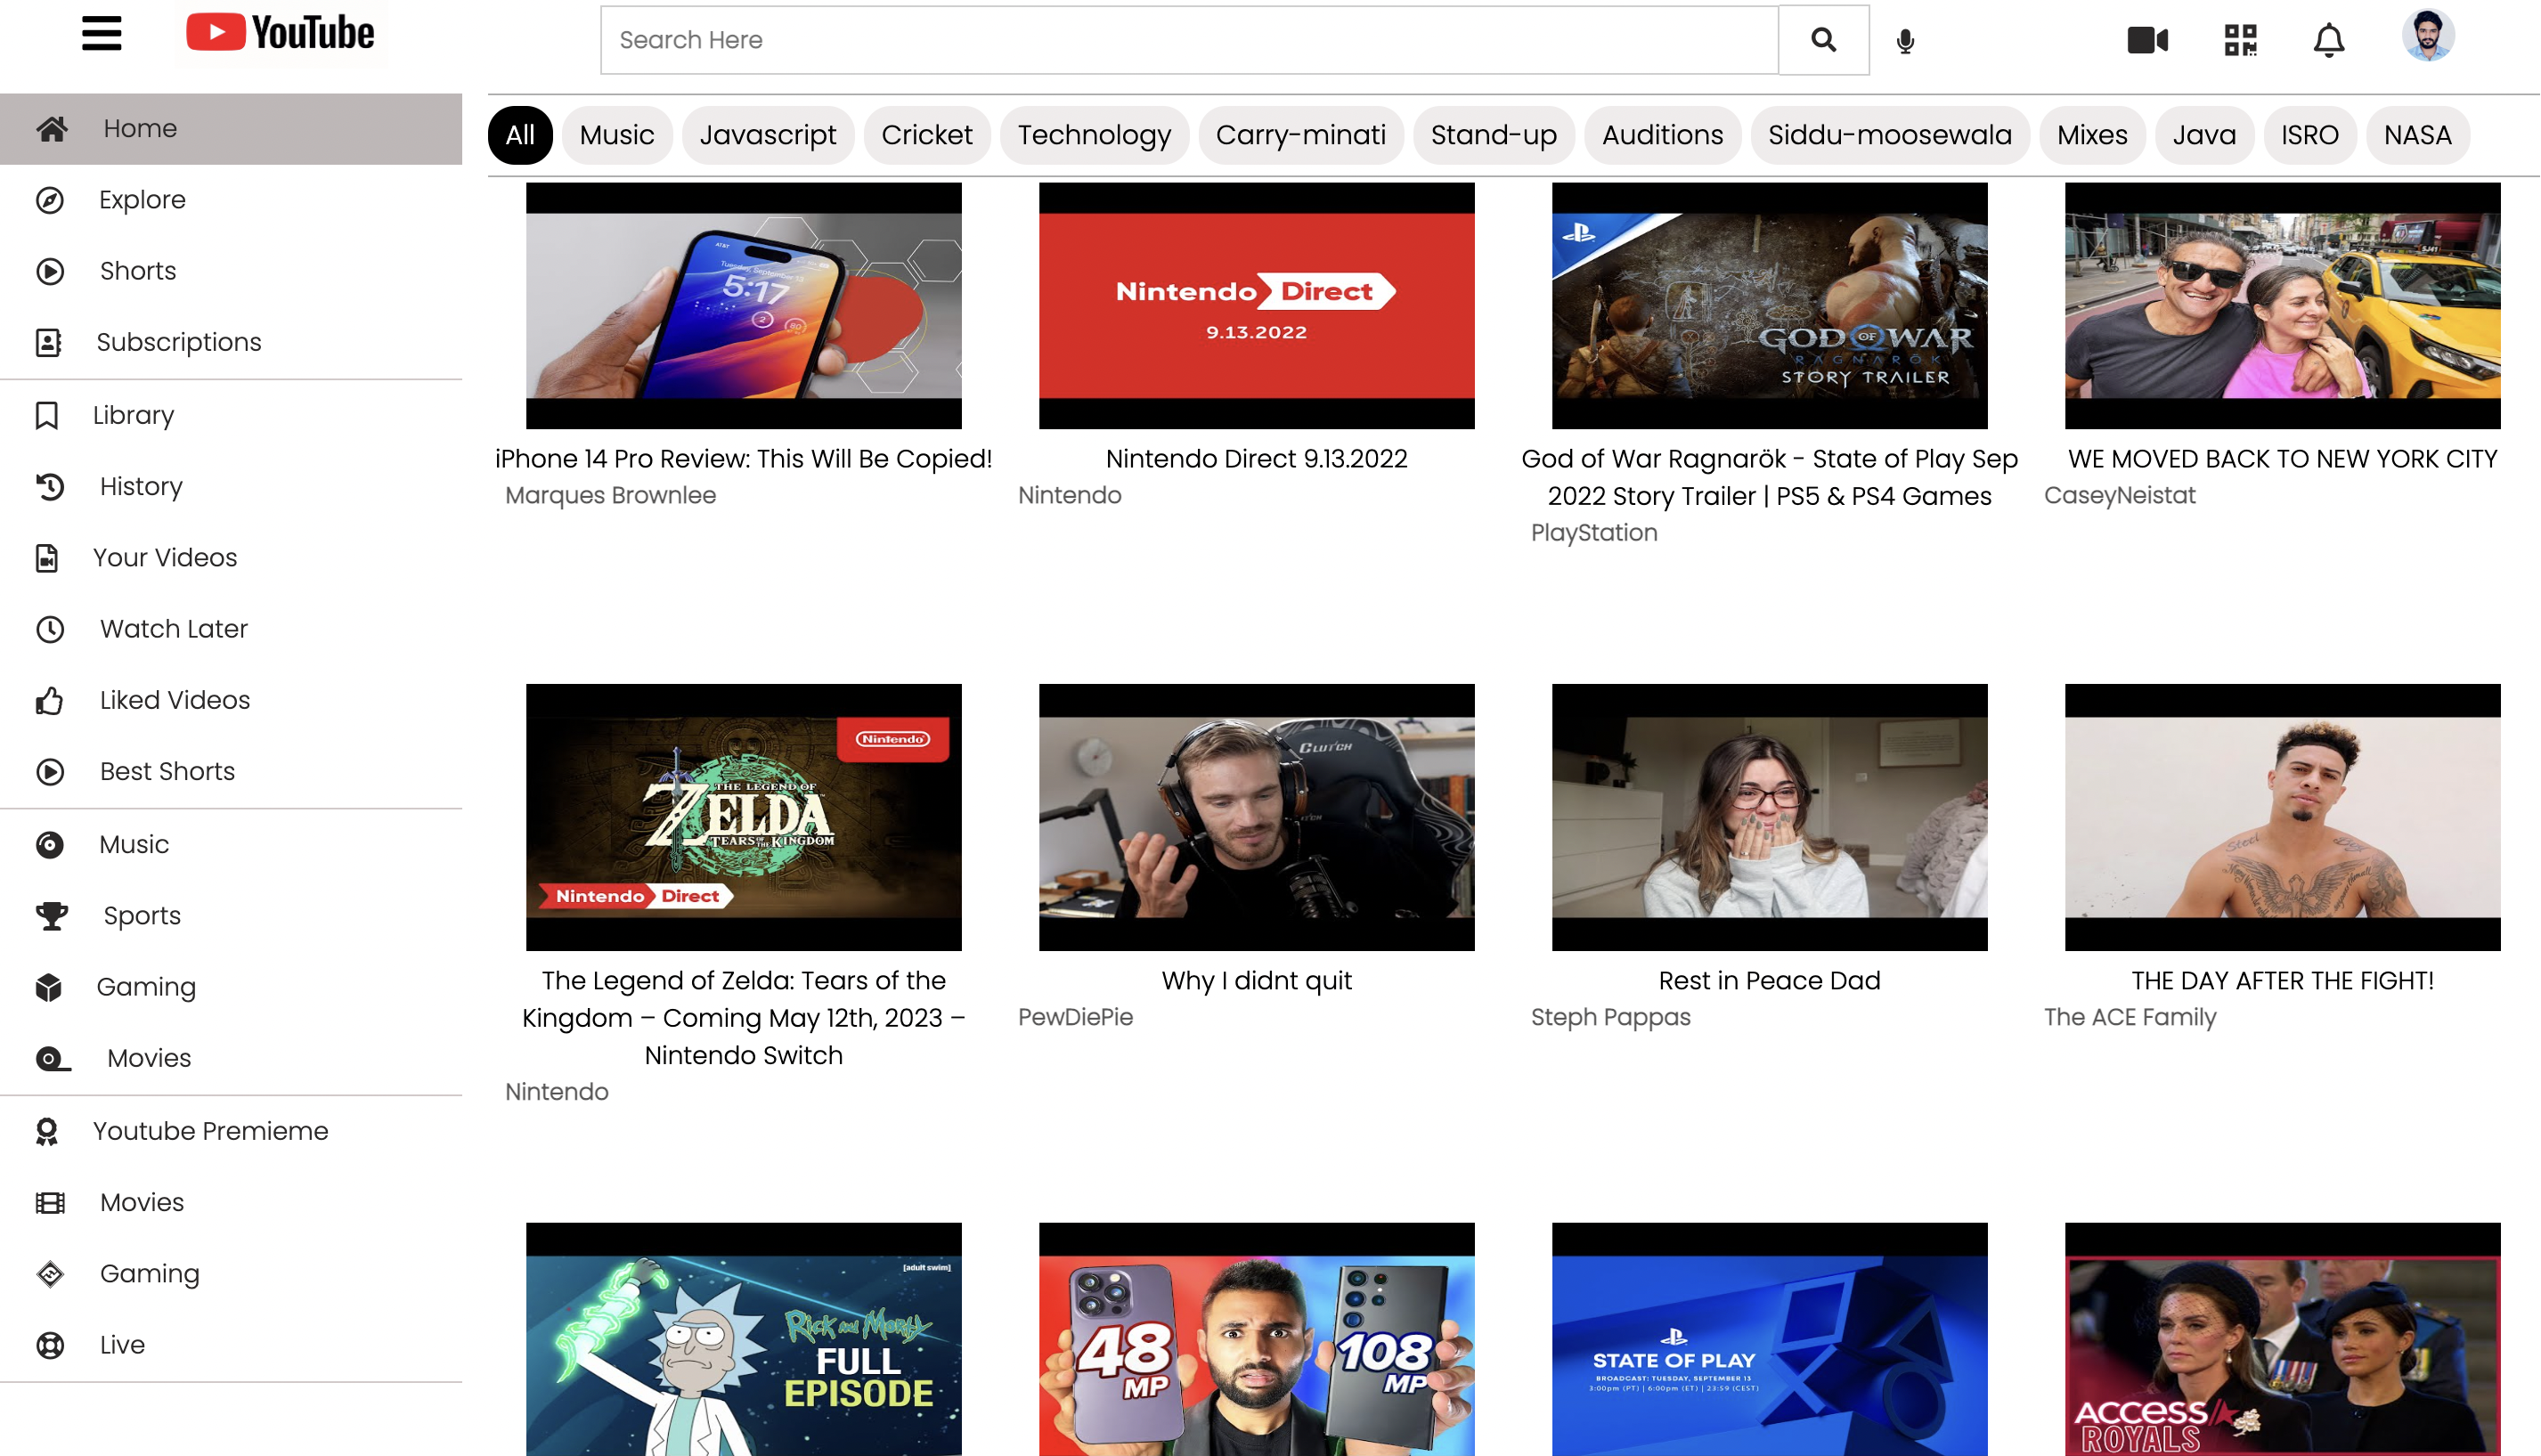 YouTube
Search Here
Home
Explore
Shorts
Subscriptions
Library
History
Your Videos
Watch Later
Liked Videos
Best Shorts
Music
Sports
Gaming
Movies
Youtube Premieme
Movies
Gaming
Live
All Music Javascript Cricket Technology Carry-minati Stand-up Auditions Siddu-moosewala Mixes Java ISRO NASA
AT&T
Tuesday, September 13
5:17
iPhone 14 Pro Review: This Will Be Copied!
Marques Brownlee
Nintendo Direct
9.13.2022
Nintendo Direct 9.13.2022
Nintendo
GOD OF WAR
RAGNARÖK
STORY TRAILER
God of War Ragnarök - State of Play Sep
2022 Story Trailer | PS5 & PS4 Games
PlayStation
WE MOVED BACK TO NEW YORK CITY
CaseyNeistat
Nintendo
THE LEGEND OF
ZELDA
TEARS OF THE KINGDOM
Nintendo Direct
The Legend of Zelda: Tears of the
Kingdom – Coming May 12th, 2023 –
Nintendo Switch
Nintendo
CLUTCH
Why I didnt quit
PewDiePie
Rest in Peace Dad
Steph Pappas
Steel
THE DAY AFTER THE FIGHT!
The ACE Family
[adult swim]
Rick and Morty
FULL
EPISODE
48
MP
108
MP
STATE OF PLAY
BROADCAST: TUESDAY, SEPTEMBER 13
3:00pm (PT) | 6:00pm (ET) | 23:59 (CEST)
ACCESS
ROYALS